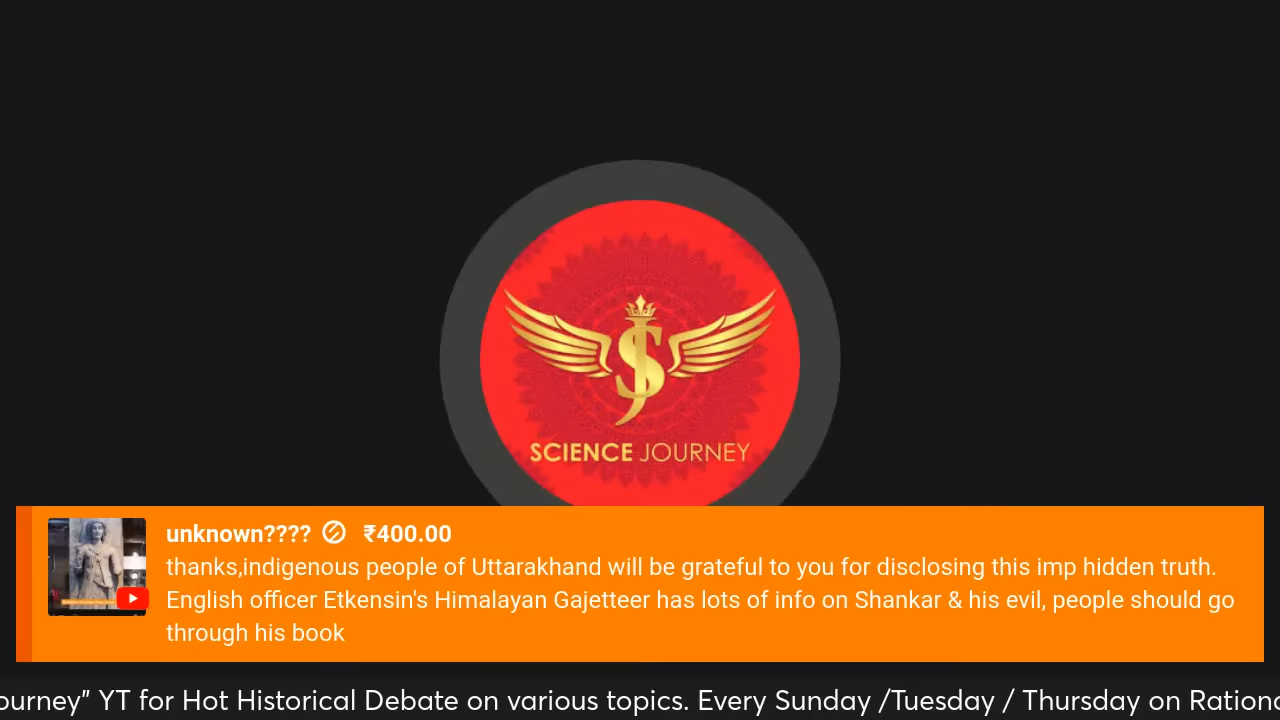 SCIENCE JOURNEY
unknown???? ₹400.00
thanks,indigenous people of Uttarakhand will be grateful to you for disclosing this imp hidden truth.
English officer Etkensin's Himalayan Gajetteer has lots of info on Shankar & his evil, people should go
through his book
ourney" YT for Hot Historical Debate on various topics. Every Sunday /Tuesday / Thursday on Rationa